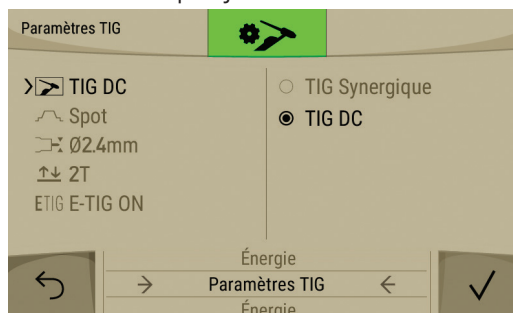 Paramètres TIG
TIG DC
Spot
Ø2.4mm
2T
ETIG E-TIG ON
TIG Synergique
TIG DC
Énergie
Paramètres TIG
Énergie